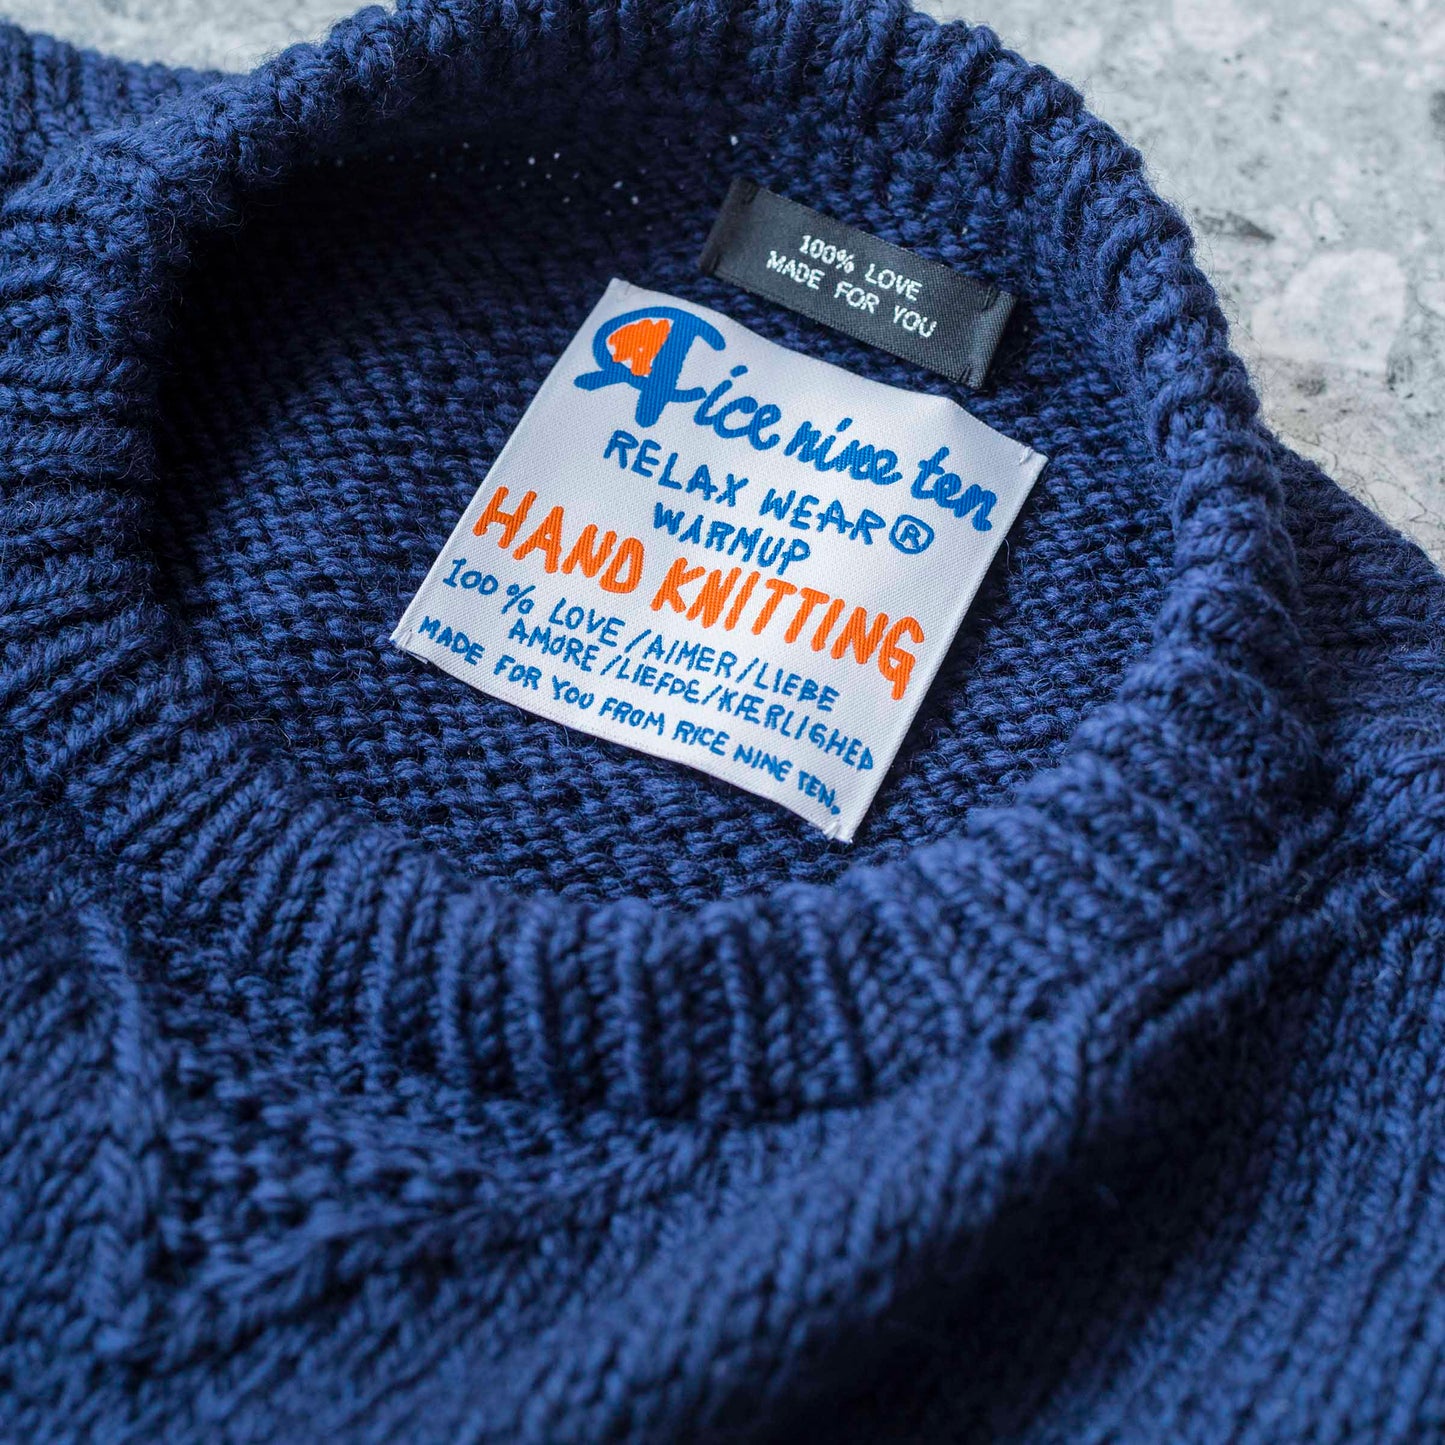 100% LOVE
MADE FOR YOU
Rice nine ten
RELAX WEAR®
WARMUP
HAND KNITTING
100% LOVE/AIMER/LIEBE
AMORE/LIEFDE/KÆRLIGHED
MADE FOR YOU FROM RICE NINE TEN.